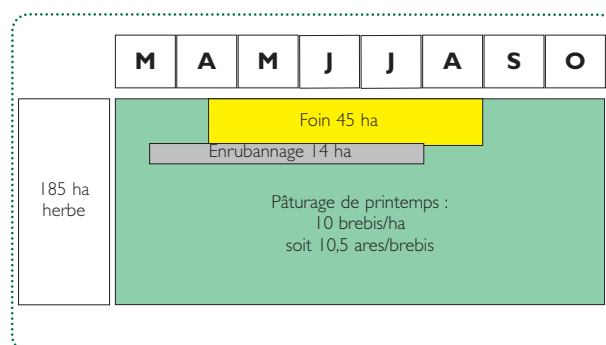 M A M J J A S O
Foin 45 ha
Enrubannage 14 ha
185 ha
herbe
Pâturage de printemps :
10 brebis/ha
soit 10,5 ares/brebis